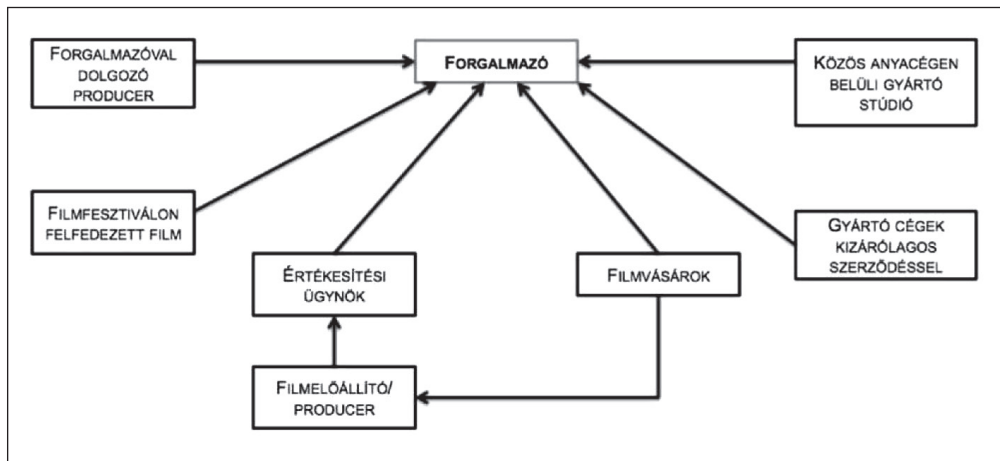 FORGALMAZÓVAL
DOLGOZÓ
PRODUCER
FORGALMAZÓ
KÖZÖS ANYACÉGEN
BELÜLI GYÁRTÓ
STÚDIÓ
FILMFESZTIVÁLON
FELFEDEZETT FILM
GYÁRTÓ CÉGEK
KIZÁRÓLAGOS
SZERZŐDÉSSEL
ÉRTÉKESÍTÉSI
ÜGYNÖK
FILMVÁSÁROK
FILMELŐÁLLÍTÓ/
PRODUCER